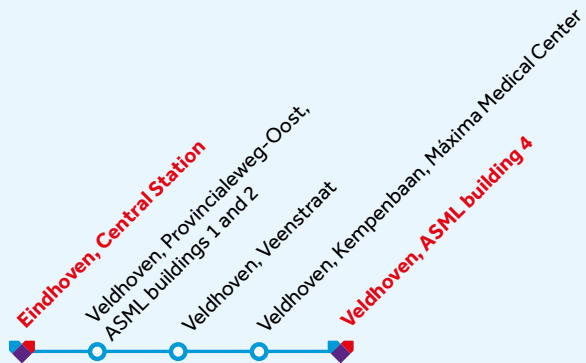 Eindhoven, Central Station
Veldhoven, Provincialeweg-Oost,
ASML buildings 1 and 2
Veldhoven, Veenstraat
Veldhoven, Kempenbaan, Máxima Medical Center
Veldhoven, ASML building 4